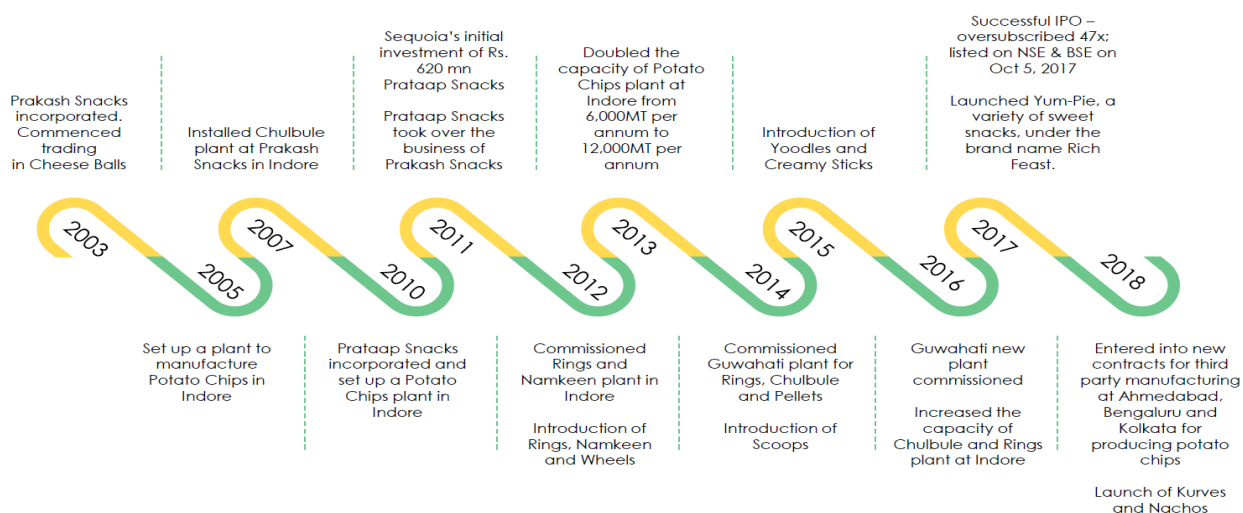 Prakash Snacks
incorporated.
Commenced
trading
in Cheese Balls
2003
2005
Set up a plant to
manufacture
Potato Chips in
Indore
Installed Chulbule
plant at Prakash
Snacks in Indore
2007
2010
Prataap Snacks
incorporated and
set up a Potato
Chips plant in
Indore
Sequoia's initial
investment of Rs.
620 mn
Prataap Snacks
Prataap Snacks
took over the
business of
Prakash Snacks
2011
2012
Commissioned
Rings and
Namkeen plant in
Indore
Introduction of
Rings, Namkeen
and Wheels
Doubled the
capacity of Potato
Chips plant at
Indore from
6,000MT per
annum to
12,000MT per
annum
2013
2014
Commissioned
Guwahati plant for
Rings, Chulbule
and Pellets
Introduction of
Scoops
Introduction of
Yoodles and
Creamy Sticks
2015
2016
Guwahati new
plant
commissioned
Increased the
capacity of
Chulbule and Rings
plant at Indore
Successful IPO –
oversubscribed 47x;
listed on NSE & BSE on
Oct 5, 2017
Launched Yum-Pie, a
variety of sweet
snacks, under the
brand name Rich
Feast.
2017
2018
Entered into new
contracts for third
party manufacturing
at Ahmedabad,
Bengaluru and
Kolkata for
producing potato
chips
Launch of Kurves
and Nachos